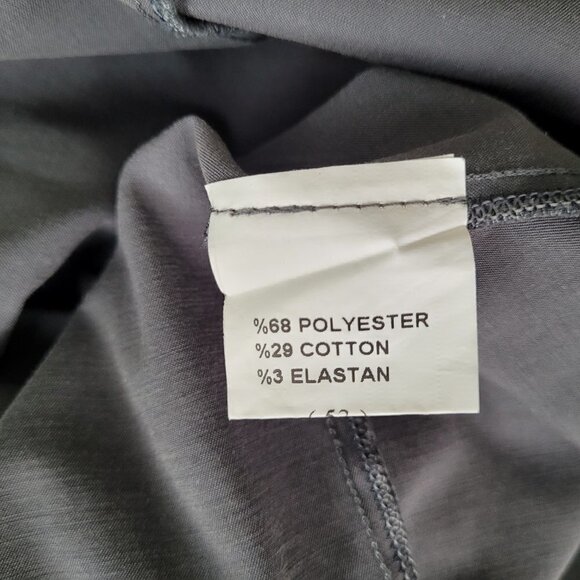 %68 POLYESTER
%29 COTTON
%3 ELASTAN